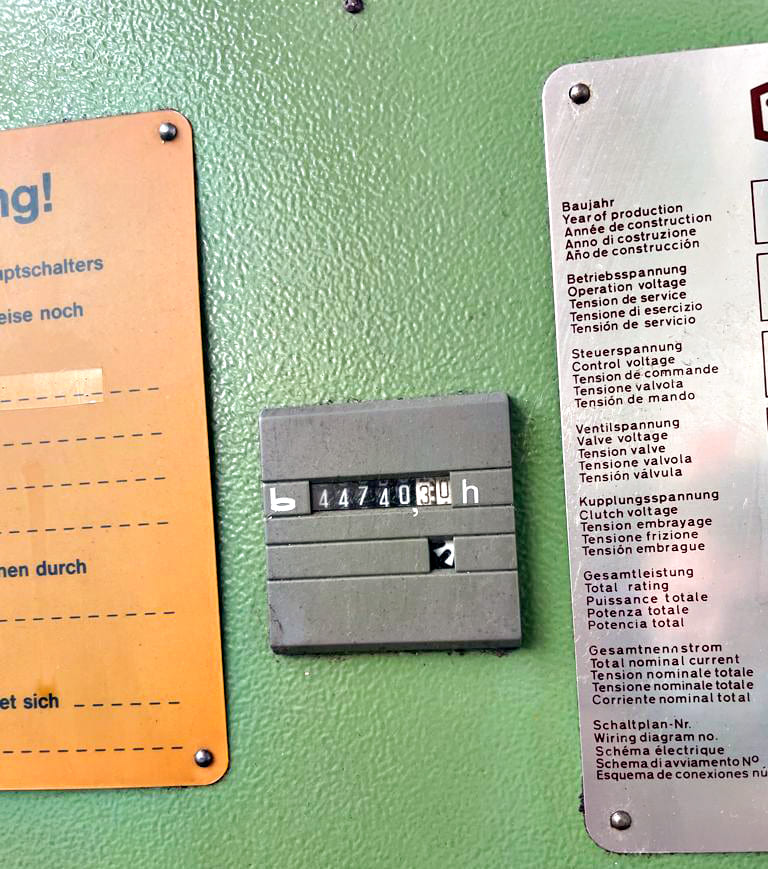 ng!
uptschalters
eise noch
nen durch
et sich
44740,30 h
Baujahr
Year of production
Année de construction
Anno di costruzione
Año de construcción
Betriebsspannung
Operation voltage
Tension de service
Tensione di esercizio
Tensión de servicio
Steuerspannung
Control voltage
Tension de commande
Tensione valvola
Tensión de mando
Ventilspannung
Valve voltage
Tension valve
Tensione valvola
Tensión válvula
Kupplungsspannung
Clutch voltage
Tension embrayage
Tensione frizione
Tensión embrague
Gesamtleistung
Total rating
Puissance totale
Potenza totale
Potencia total
Gesamtnennstrom
Total nominal current
Tension nominale totale
Tensione nominale totale
Corriente nominal total
Schaltplan-Nr.
Wiring diagram no.
Schéma électrique
Schema di avviamento Nº
Esquema de conexiones nú